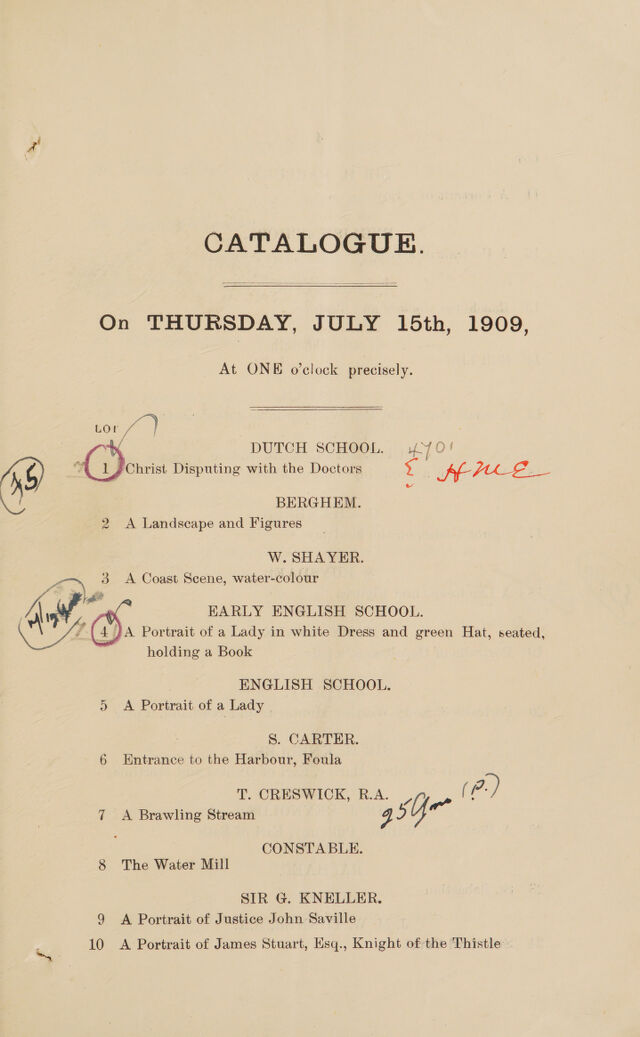 CATALOGUE.
On THURSDAY, JULY 15th, 1909,
At ONE o'clock precisely.
LOT
DUTCH SCHOOL. 4701
45
1 Christ Disputing with the Doctors
BERGHEM.
2 A Landscape and Figures
W. SHAYER.
3 A Coast Scene, water-colour
EARLY ENGLISH SCHOOL.
4 A Portrait of a Lady in white Dress and green Hat, seated,
holding a Book
ENGLISH SCHOOL.
5 A Portrait of a Lady
S. CARTER.
6 Entrance to the Harbour, Foula
T. CRESWICK, R.A.
(P.)
7 A Brawling Stream
25 Gns
CONSTABLE.
8 The Water Mill
SIR G. KNELLER.
9 A Portrait of Justice John Saville
10 A Portrait of James Stuart, Esq., Knight of the Thistle